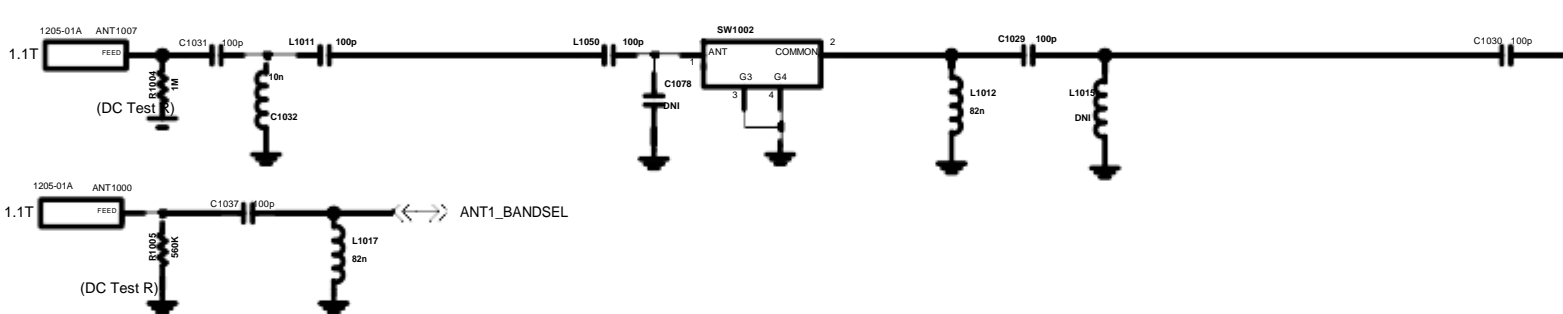 1205-01A ANT1007
1.1T FEED
C1031 100p
L1011 100p
R1004 1M
(DC Test R)
10n
C1032
L1050 100p
C1078
DNI
SW1002
ANT COMMON
1 2
G3 G4
3 4
L1012
82n
C1029 100p
L1015
DNI
C1030 100p
1205-01A ANT1000
1.1T FEED
C1037 100p
R1005 560K
(DC Test R)
L1017
82n
ANT1_BANDSEL